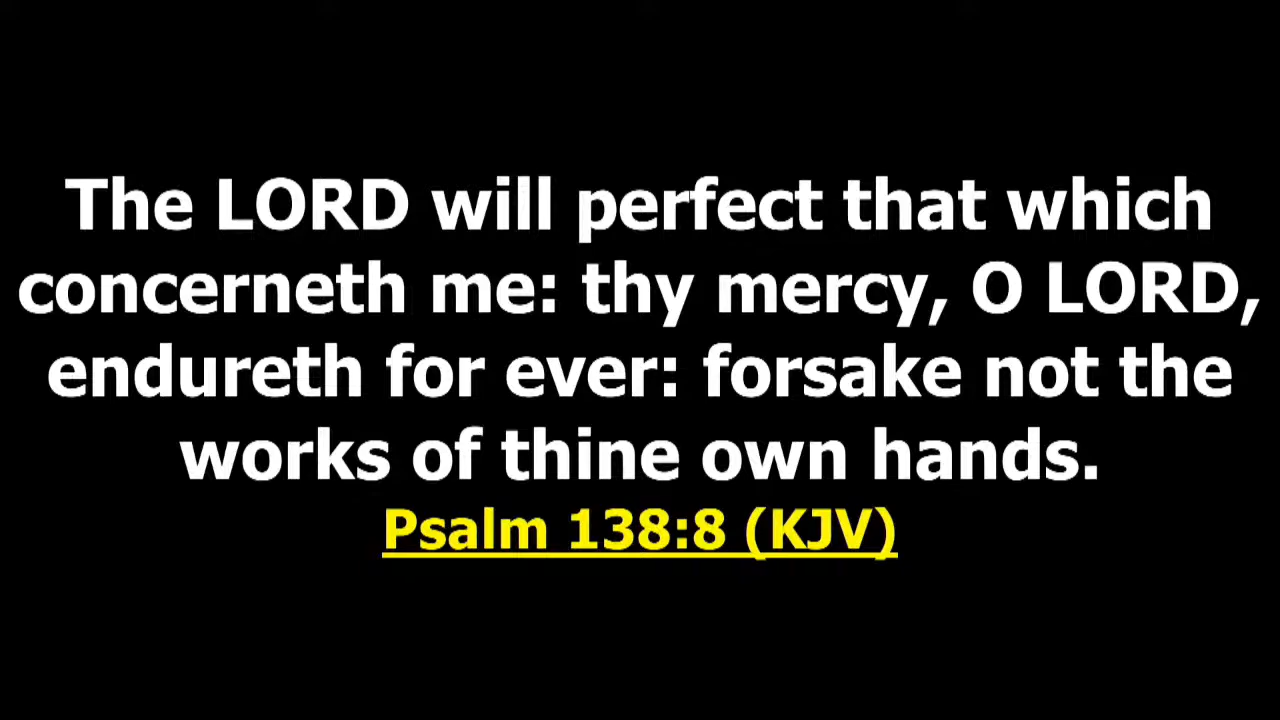 The LORD will perfect that which
concerneth me: thy mercy, O LORD,
endureth for ever: forsake not the
works of thine own hands.
Psalm 138:8 (KJV)